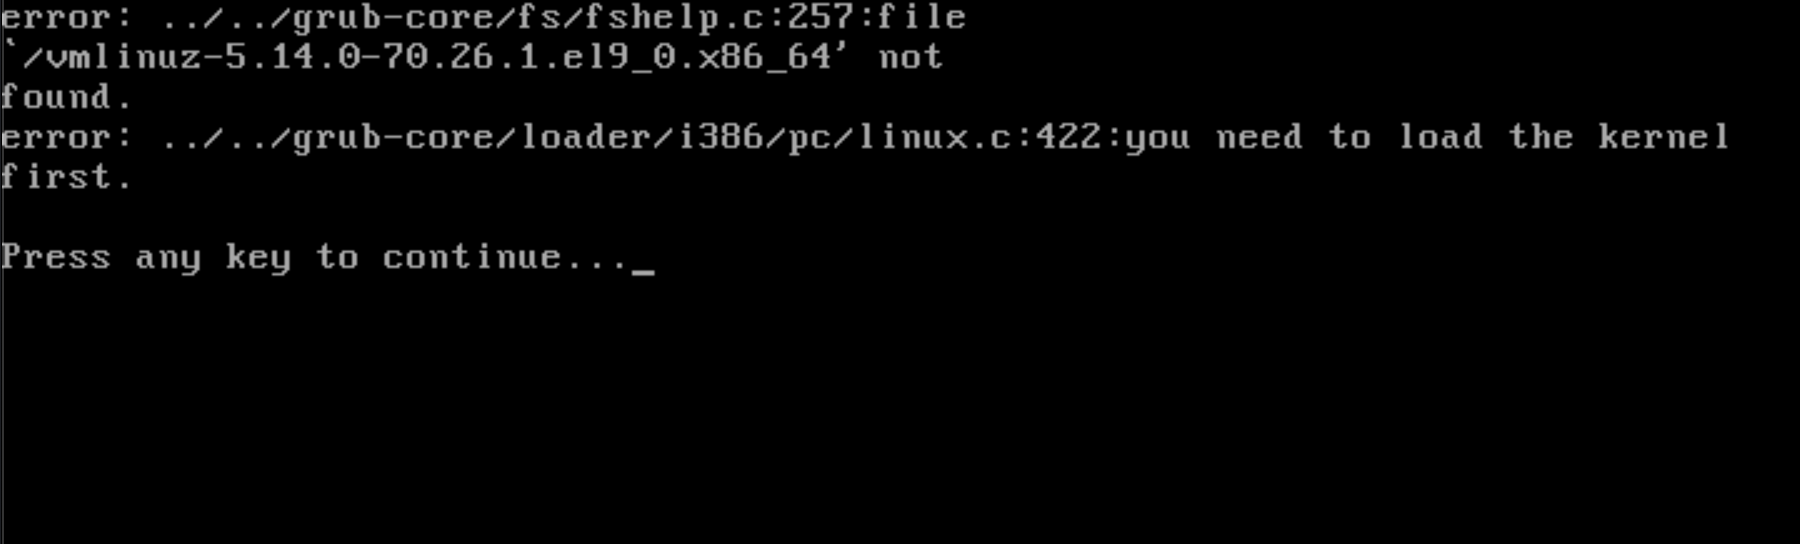 error: ../../grub-core/fs/fshelp.c:257:file
`/vmlinuz-5.14.0-70.26.1.el9_0.x86_64' not
found.
error: ../../grub-core/loader/i386/pc/linux.c:422:you need to load the kernel
first.
Press any key to continue..._